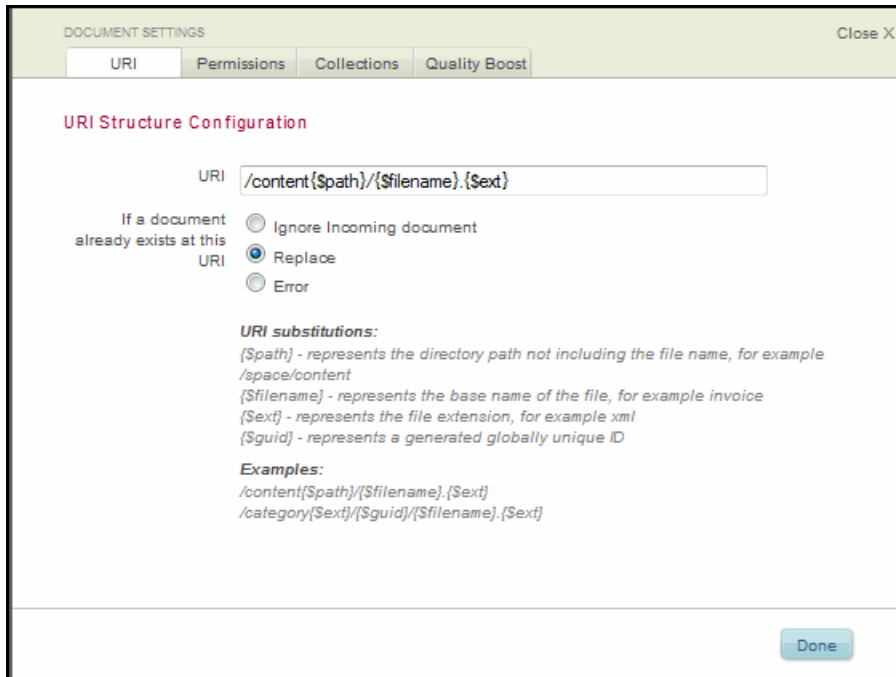 DOCUMENT SETTINGS
Close X
URI
Permissions
Collections
Quality Boost
URI Structure Configuration
URI
/content{$path}/{$filename}.{$ext}
If a document
already exists at this
URI
Ignore Incoming document
Replace
Error
URI substitutions:
{$path} - represents the directory path not including the file name, for example
/space/content
{$filename} - represents the base name of the file, for example invoice
{$ext} - represents the file extension, for example xml
{$guid} - represents a generated globally unique ID
Examples:
/content{$path}/{$filename}.{$ext}
/category{$ext}/{$guid}/{$filename}.{$ext}
Done